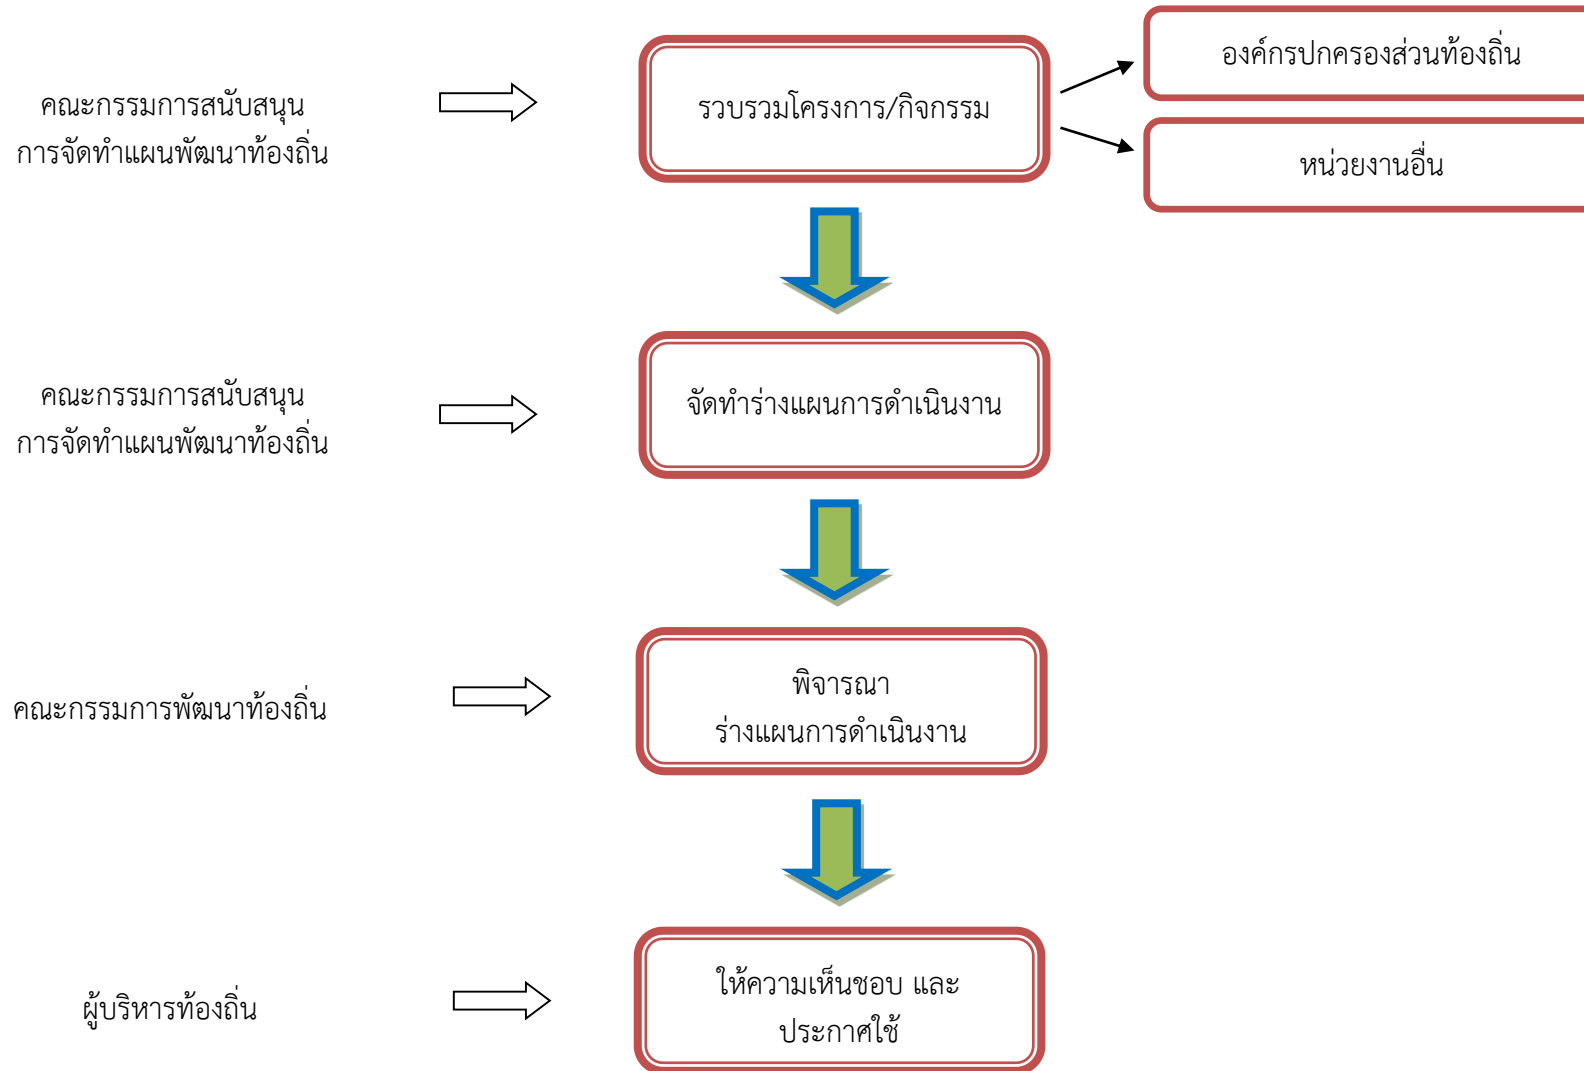 องค์กรปกครองส่วนท้องถิ่น
คณะกรรมการสนับสนุน
การจัดทำแผนพัฒนาท้องถิ่น
รวบรวมโครงการ/กิจกรรม
หน่วยงานอื่น
คณะกรรมการสนับสนุน
การจัดทำแผนพัฒนาท้องถิ่น
จัดทำร่างแผนการดำเนินงาน
คณะกรรมการพัฒนาท้องถิ่น
พิจารณา
ร่างแผนการดำเนินงาน
ผู้บริหารท้องถิ่น
ให้ความเห็นชอบ และ
ประกาศใช้